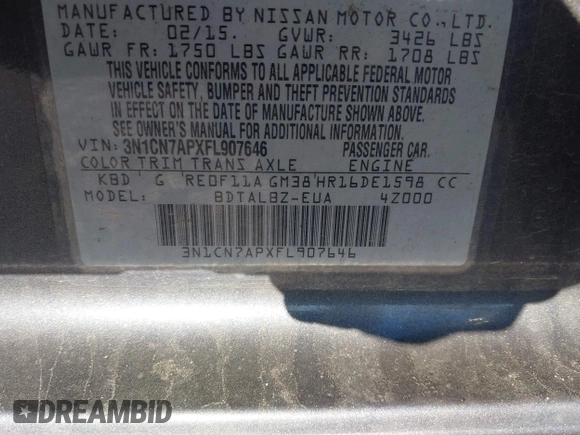 MANUFACTURED BY NISSAN MOTOR CO., LTD.
DATE: 02/15. GVWR: 3426 LBS
GAWR FR: 1750 LBS GAWR RR: 1708 LBS
THIS VEHICLE CONFORMS TO ALL APPLICABLE FEDERAL MOTOR
VEHICLE SAFETY, BUMPER AND THEFT PREVENTION STANDARDS
IN EFFECT ON THE DATE OF MANUFACTURE SHOWN ABOVE.
SEE OWNER'S MANUAL FOR ADDITIONAL INFORMATION
VIN: 3N1CN7APXFL907646 PASSENGER CAR.
COLOR TRIM TRANS AXLE ENGINE
KBD G RE0F11A GM38 HR16DE1598 CC
MODEL: BDTALBZ-EUA 4Z000
3N1CN7APXFL907646
DREAMBID